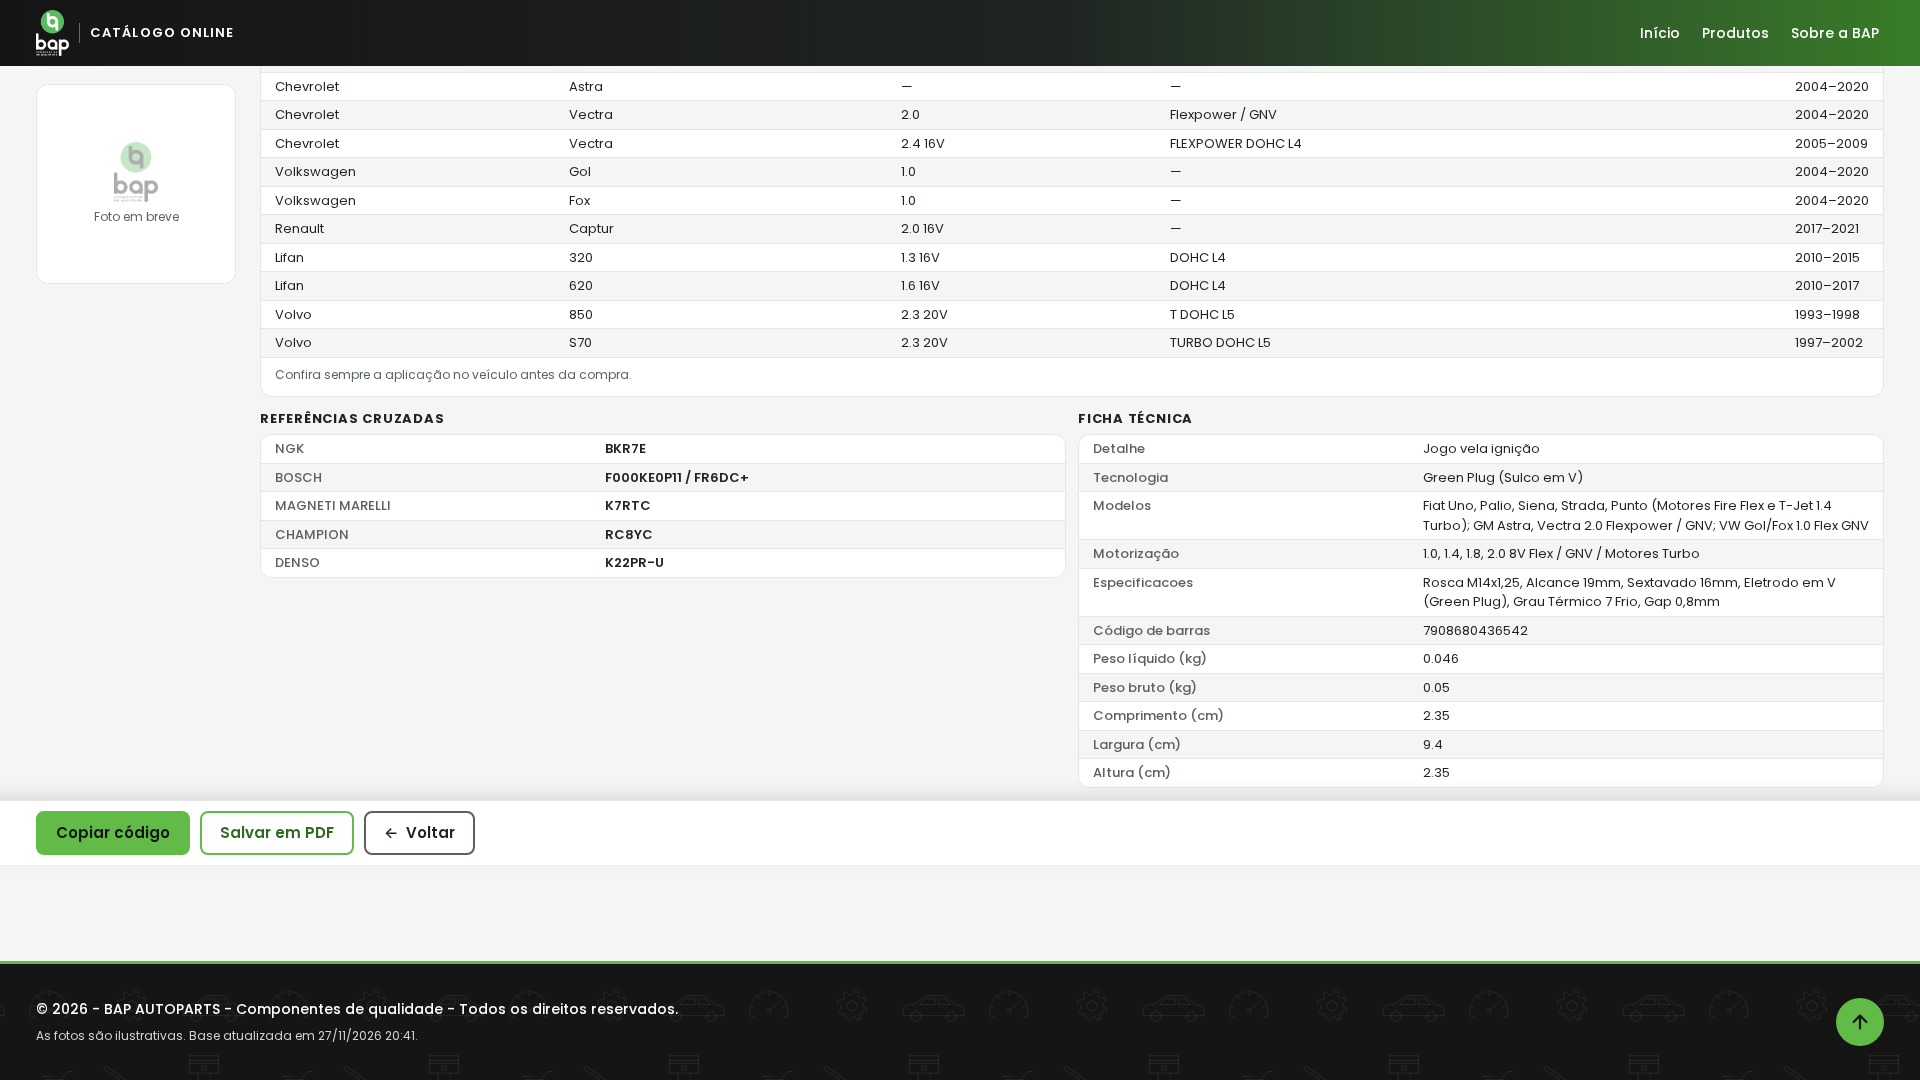 bap
CATÁLOGO ONLINE
Início
Produtos
Sobre a BAP
bap
Foto em breve
Chevrolet Astra — — 2004–2020
Chevrolet Vectra 2.0 Flexpower / GNV 2004–2020
Chevrolet Vectra 2.4 16V FLEXPOWER DOHC L4 2005–2009
Volkswagen Gol 1.0 — 2004–2020
Volkswagen Fox 1.0 — 2004–2020
Renault Captur 2.0 16V — 2017–2021
Lifan 320 1.3 16V DOHC L4 2010–2015
Lifan 620 1.6 16V DOHC L4 2010–2017
Volvo 850 2.3 20V T DOHC L5 1993–1998
Volvo S70 2.3 20V TURBO DOHC L5 1997–2002
Confira sempre a aplicação no veículo antes da compra.
REFERÊNCIAS CRUZADAS
NGK BKR7E
BOSCH F000KE0P11 / FR6DC+
MAGNETI MARELLI K7RTC
CHAMPION RC8YC
DENSO K22PR-U
FICHA TÉCNICA
Detalhe Jogo vela ignição
Tecnologia Green Plug (Sulco em V)
Modelos Fiat Uno, Palio, Siena, Strada, Punto (Motores Fire Flex e T-Jet 1.4
Turbo); GM Astra, Vectra 2.0 Flexpower / GNV; VW Gol/Fox 1.0 Flex GNV
Motorização 1.0, 1.4, 1.8, 2.0 8V Flex / GNV / Motores Turbo
Especificacoes Rosca M14x1,25, Alcance 19mm, Sextavado 16mm, Eletrodo em V
(Green Plug), Grau Térmico 7 Frio, Gap 0,8mm
Código de barras 7908680436542
Peso líquido (kg) 0.046
Peso bruto (kg) 0.05
Comprimento (cm) 2.35
Largura (cm) 9.4
Altura (cm) 2.35
Copiar código
Salvar em PDF
← Voltar
© 2026 - BAP AUTOPARTS - Componentes de qualidade - Todos os direitos reservados.
As fotos são ilustrativas. Base atualizada em 27/11/2026 20:41.